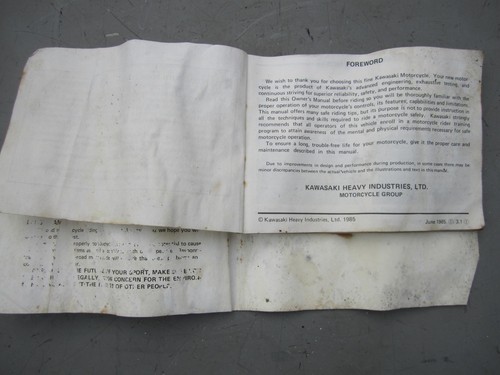 FOREWORD
We wish to thank you for choosing this fine Kawasaki Motorcycle. Your new motor-
cycle is the product of Kawasaki's advanced engineering, exhaustive testing, and
continuous striving for superior reliability, safety, and performance.
Read this Owner's Manual before riding so you will be thoroughly familiar with the
proper operation of your motorcycle's controls, its features, capabilities and limitations.
This manual offers many safe riding tips, but its purpose is not to provide instruction in
all the techniques and skills required to ride a motorcycle safely. Kawasaki strongly
recommends that all operators of this vehicle enroll in a motorcycle rider training
program to attain awareness of the mental and physical requirements necessary for safe
motorcycle operation.
To ensure a long, trouble-free life for your motorcycle, give it the proper care and
maintenance described in this manual.
Due to improvements in design and performance during production, in some cases there may be
minor discrepancies between the actual vehicle and the illustrations and text in this manual.
KAWASAKI HEAVY INDUSTRIES, LTD.
MOTORCYCLE GROUP
© Kawasaki Heavy Industries, Ltd. 1985
June 1985.
hope you
to cause
THE FUTURE YOUR SPORT, MAKE
LEGALLY, CONCERN FOR THE
OF OTHER PEOPLE.